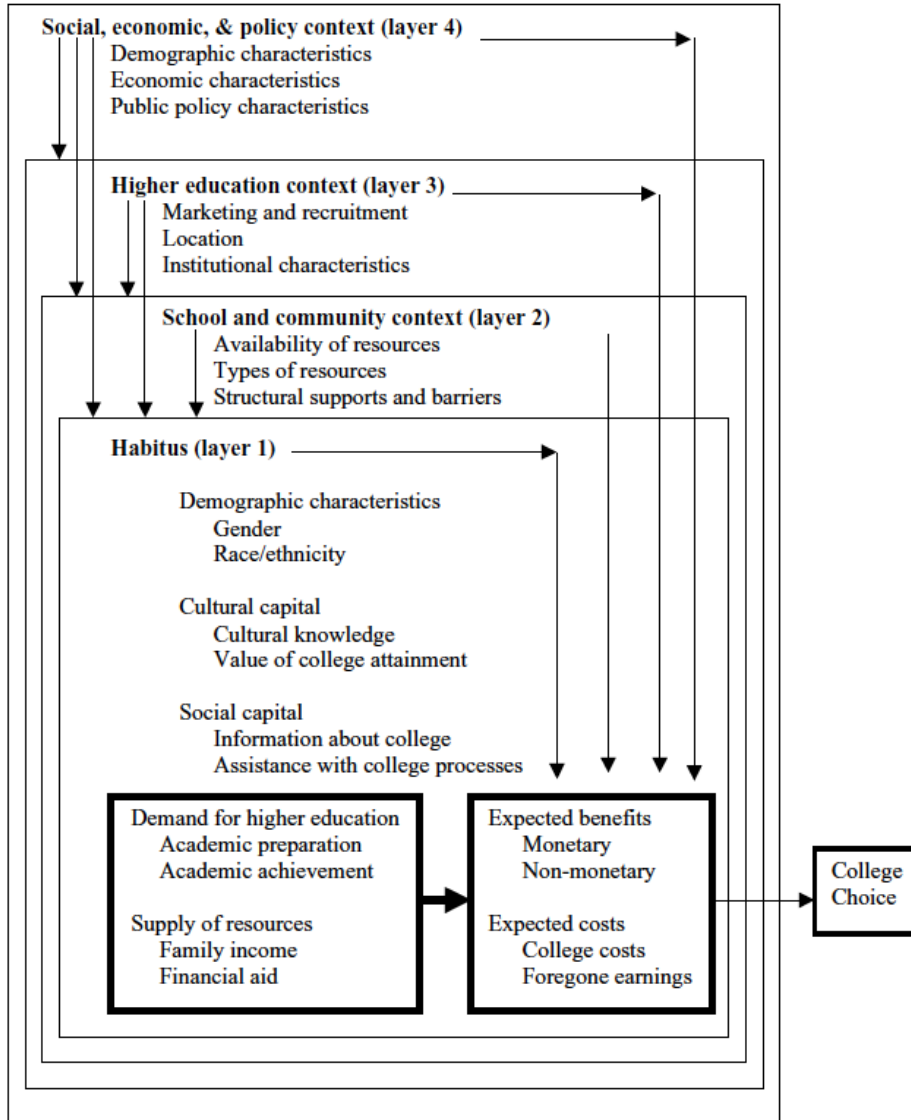 Social, economic, & policy context (layer 4)
Demographic characteristics
Economic characteristics
Public policy characteristics
Higher education context (layer 3)
Marketing and recruitment
Location
Institutional characteristics
School and community context (layer 2)
Availability of resources
Types of resources
Structural supports and barriers
Habitus (layer 1)
Demographic characteristics
Gender
Race/ethnicity
Cultural capital
Cultural knowledge
Value of college attainment
Social capital
Information about college
Assistance with college processes
Demand for higher education
Academic preparation
Academic achievement
Supply of resources
Family income
Financial aid
Expected benefits
Monetary
Non-monetary
Expected costs
College costs
Foregone earnings
College
Choice